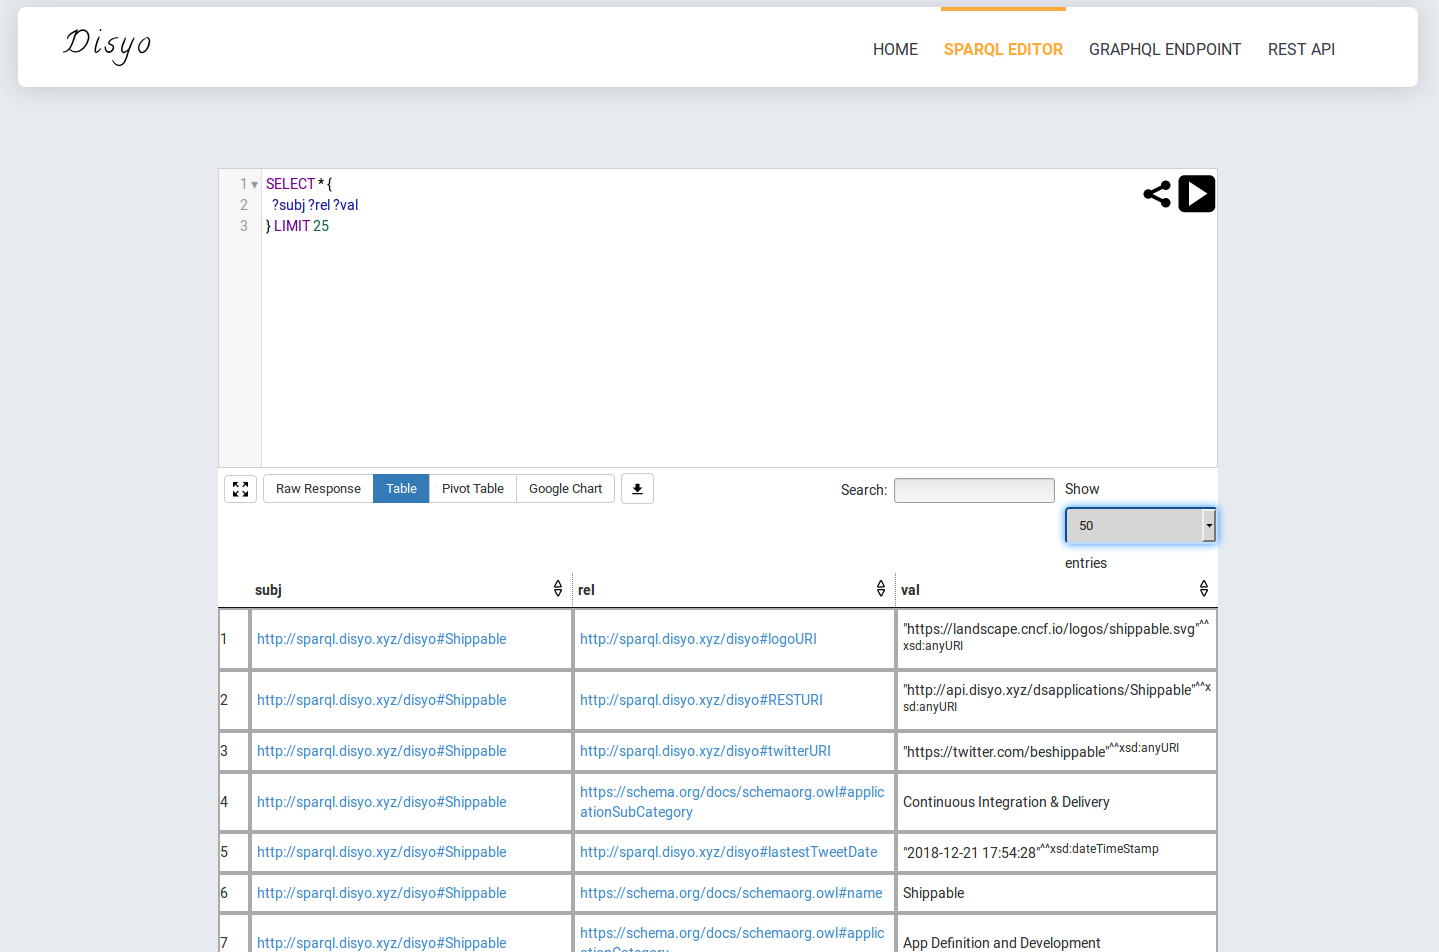 Disyo
HOME SPARQL EDITOR GRAPHQL ENDPOINT REST API
1 SELECT * {
2 ?subj ?rel ?val
3 } LIMIT 25
Raw Response Table Pivot Table Google Chart Search: Show
50
entries
subj rel val
1 http://sparql.disyo.xyz/disyo#Shippable http://sparql.disyo.xyz/disyo#logoURI "https://landscape.cncf.io/logos/shippable.svg"^^
xsd:anyURI
2 http://sparql.disyo.xyz/disyo#Shippable http://sparql.disyo.xyz/disyo#RESTURI "http://api.disyo.xyz/dsapplications/Shippable"^^x
sd:anyURI
3 http://sparql.disyo.xyz/disyo#Shippable http://sparql.disyo.xyz/disyo#twitterURI "https://twitter.com/beshippable"^^xsd:anyURI
4 http://sparql.disyo.xyz/disyo#Shippable https://schema.org/docs/schemaorg.owl#applic
ationSubCategory Continuous Integration & Delivery
5 http://sparql.disyo.xyz/disyo#Shippable http://sparql.disyo.xyz/disyo#lastestTweetDate "2018-12-21 17:54:28"^^xsd:dateTimeStamp
6 http://sparql.disyo.xyz/disyo#Shippable https://schema.org/docs/schemaorg.owl#name Shippable
7 http://sparql.disyo.xyz/disyo#Shippable https://schema.org/docs/schemaorg.owl#applic
ationCategory App Definition and Development